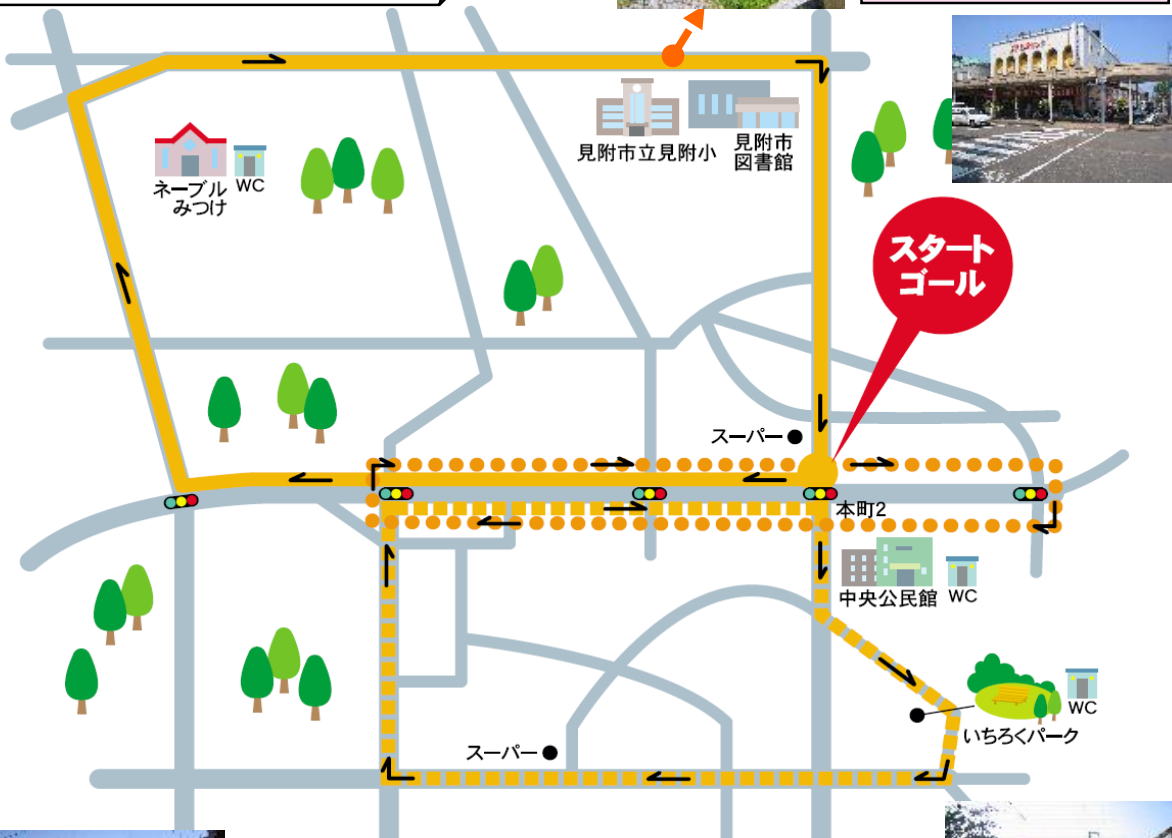 見附市立見附小
見附市
図書館
ネーブル
みつけ
WC
スタート
ゴール
スーパー
本町2
中央公民館
WC
WC
いちろくパーク
スーパー